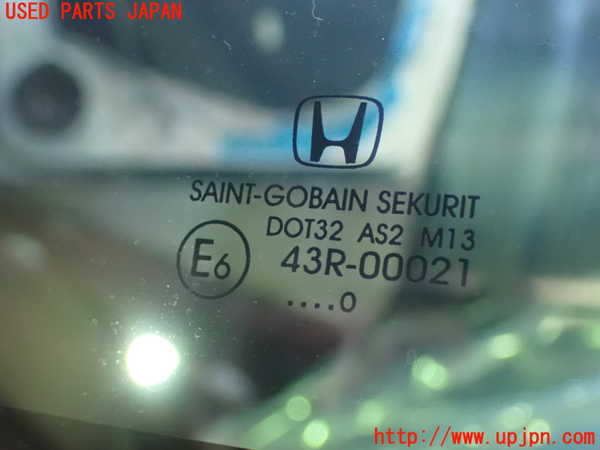 USED PARTS JAPAN
SAINT-GOBAIN SEKURIT
DOT32 AS2 M13
E6 43R-00021
....0
http://www.upjpn.com/